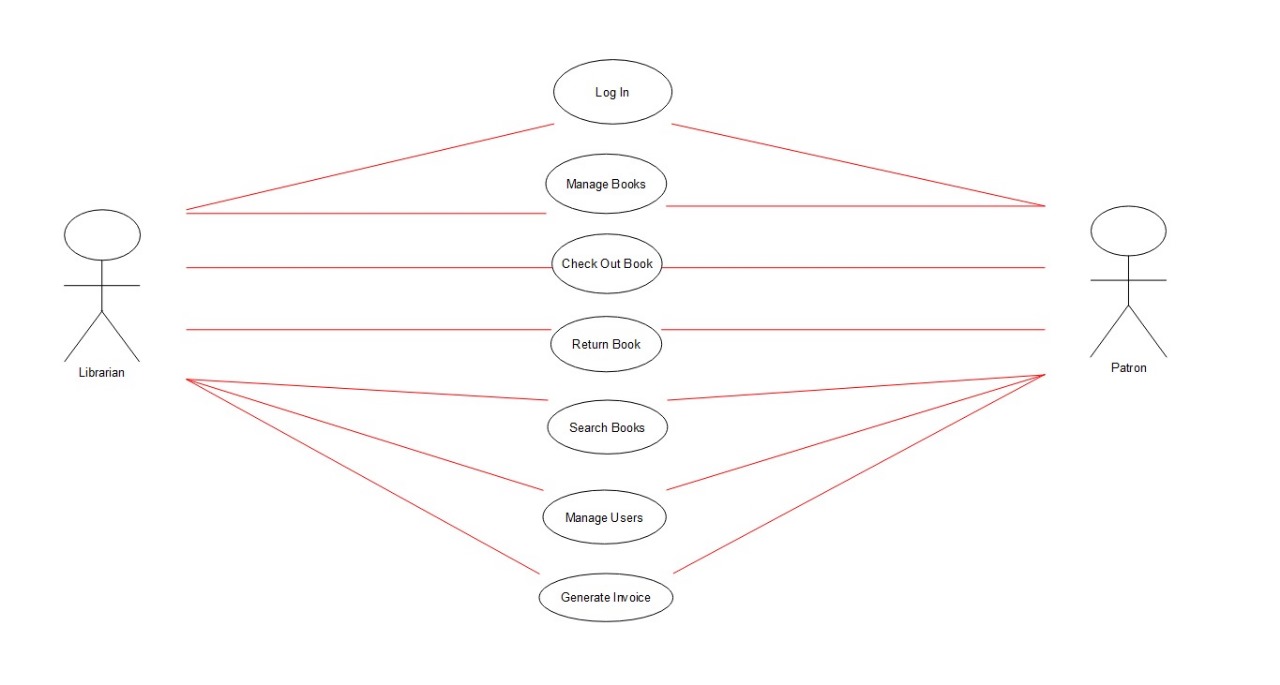 Log In
Manage Books
Check Out Book
Return Book
Librarian
Patron
Search Books
Manage Users
Generate Invoice